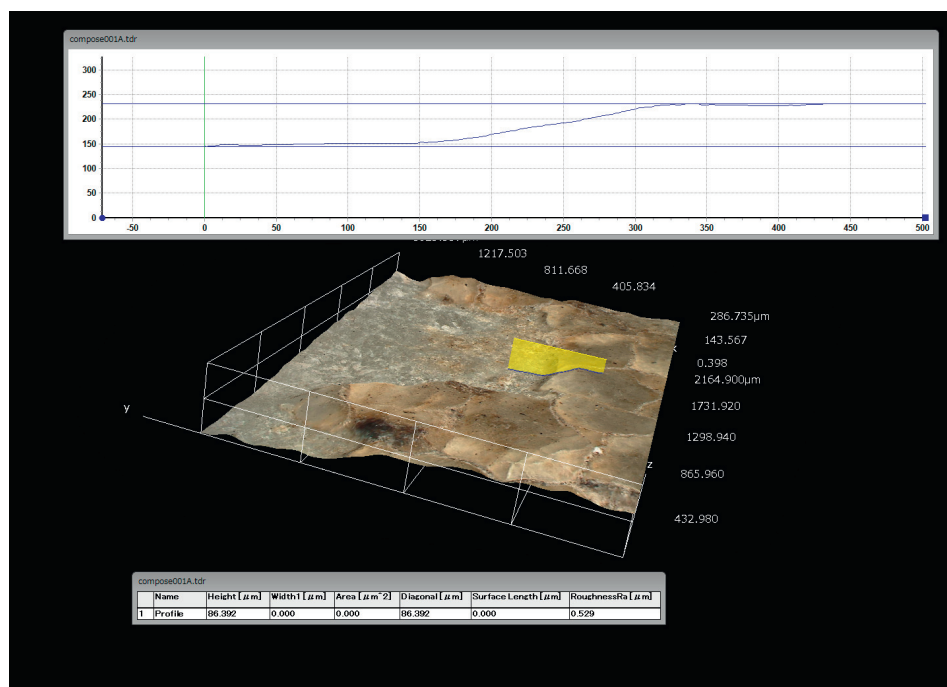 compose001A.tdr
300
250
200
150
100
50
0
-50 0 50 100 150 200 250 300 350 400 450 500
1217.503
811.668
405.834
286.735μm
143.567
x
0.398
2164.900μm
y
1731.920
1298.940
z
865.960
432.980
compose001A.tdr
Name Height [μm] Width1 [μm] Area [μm^2] Diagonal [μm] Surface Length [μm] RoughnessRa [μm]
1 Profile 86.392 0.000 0.000 86.392 0.000 0.529